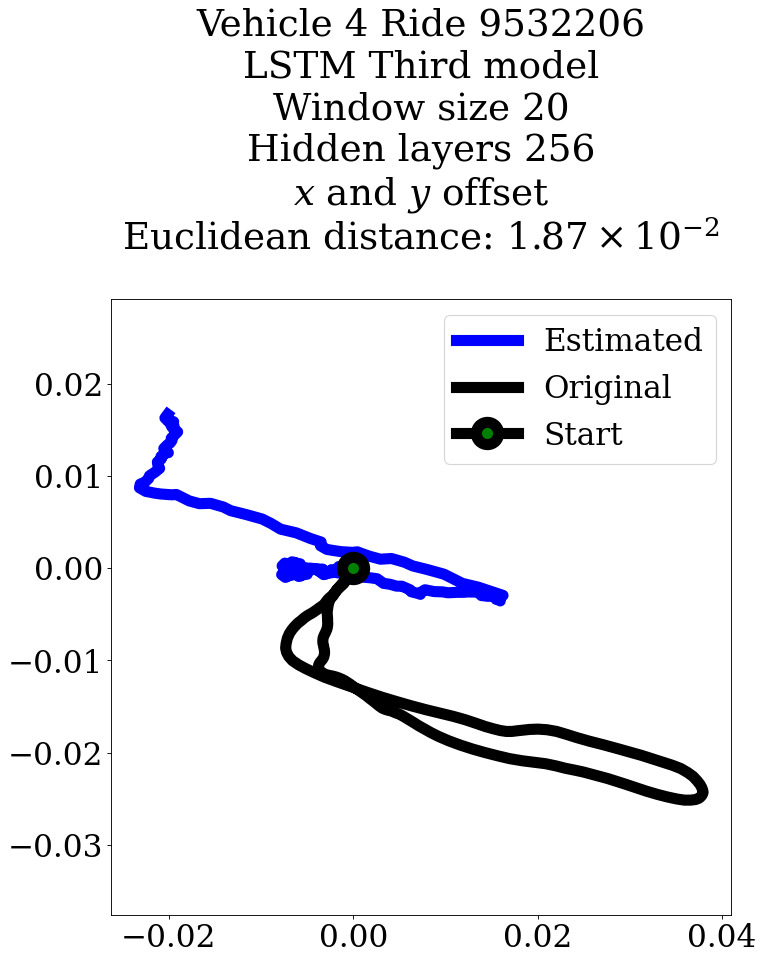 Vehicle 4 Ride 9532206
LSTM Third model
Window size 20
Hidden layers 256
x and y offset
Euclidean distance: 1.87 × 10⁻²
Estimated
Original
Start
0.02
0.01
0.00
−0.01
−0.02
−0.03
−0.02 0.00 0.02 0.04